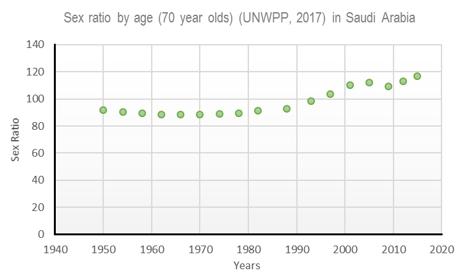 Sex ratio by age (70 year olds) (UNWPP, 2017) in Saudi Arabia
140
120
100
80
60
40
20
0
Sex Ratio
1940 1950 1960 1970 1980 1990 2000 2010 2020
Years